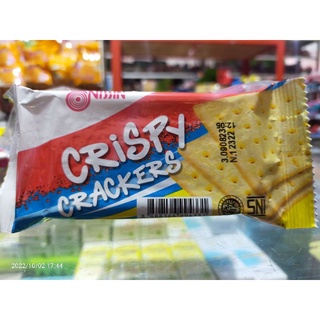 NISSIN
CRiSPY
CRACKERS
SNI
2022/10/02 17:44